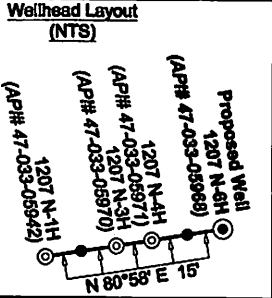 Wellhead Layout
(NTS)
Proposed Well
1207 N-6H
(API# 47-033-05968)
1207 N-4H
(API# 47-033-05971)
1207 N-3H
(API# 47-033-05970)
1207 N-1H
(API# 47-033-05942)
N 80°58' E 15'